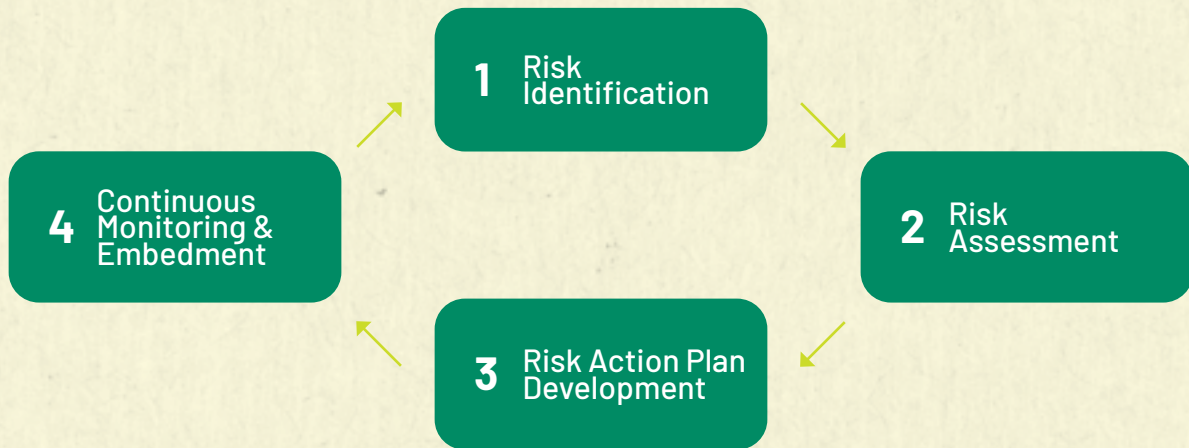 1
Risk
Identification
2
Risk
Assessment
3
Risk Action Plan
Development
4
Continuous
Monitoring &
Embedment